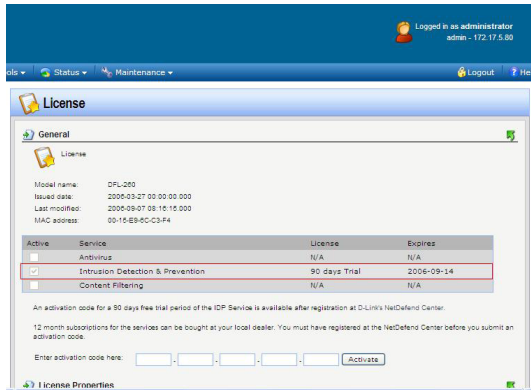 Logged in as administrator
admin - 172.17.5.80
ols Status Maintenance Logout ? He
License
General
License
Model name: DFL-260
Issued date: 2006-03-27 00:00:00.000
Last modified: 2006-09-07 08:16:16.000
MAC address: 00-15-E9-6C-C3-F4
Active Service License Expires
Antivirus N/A N/A
Intrusion Detection & Prevention 90 days Trial 2006-09-14
Content Filtering N/A N/A
An activation code for a 90 days free trial period of the IDP Service is available after registration at D-Link's NetDefend Center.
12 month subscriptions for the services can be bought at your local dealer. You must have registered at the NetDefend Center before you submit an
activation code.
Enter activation code here: - - - - Activate
License Properties